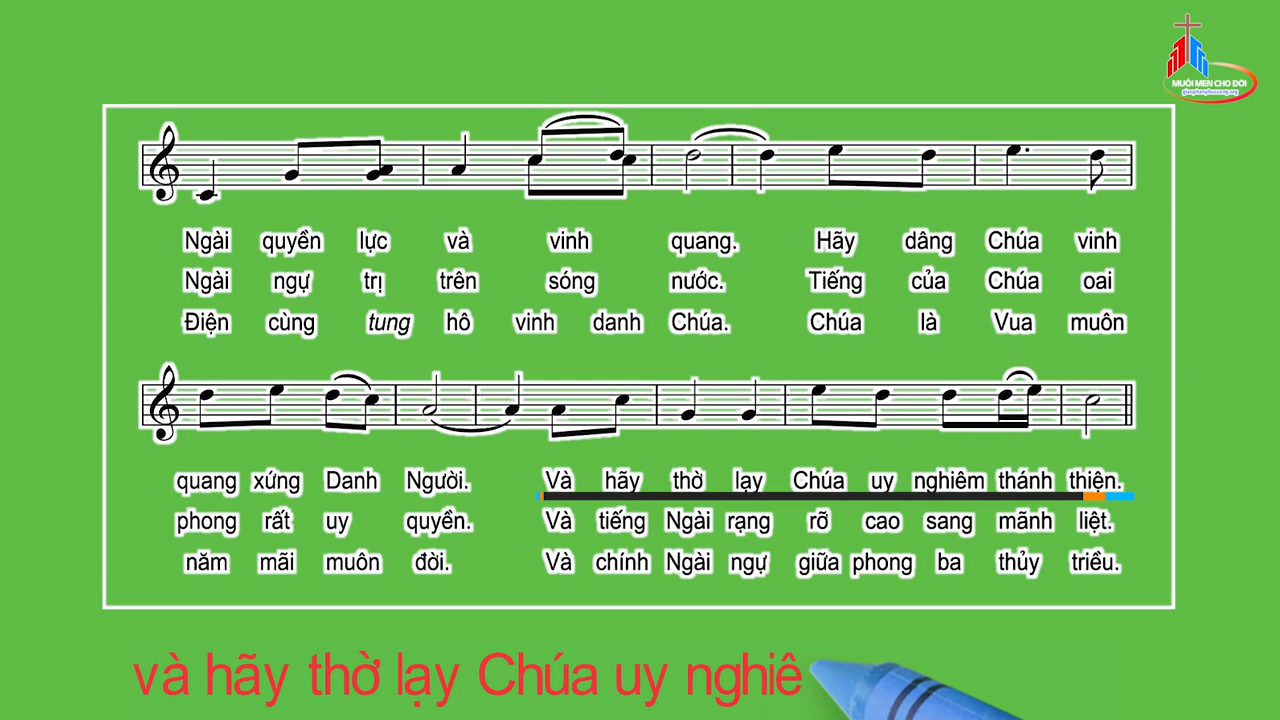 MUỐI MEN CHO ĐỜI
giaophanphucuong.org
Ngài quyền lực và vinh quang. Hãy dâng Chúa vinh
Ngài ngự trị trên sóng nước. Tiếng của Chúa oai
Điện cùng tung hô vinh danh Chúa. Chúa là Vua muôn
quang xứng Danh Người. Và hãy thờ lạy Chúa uy nghiêm thánh thiện.
phong rất uy quyền. Và tiếng Ngài rạng rỡ cao sang mãnh liệt.
năm mãi muôn đời. Và chính Ngài ngự giữa phong ba thủy triều.
và hãy thờ lạy Chúa uy nghiê